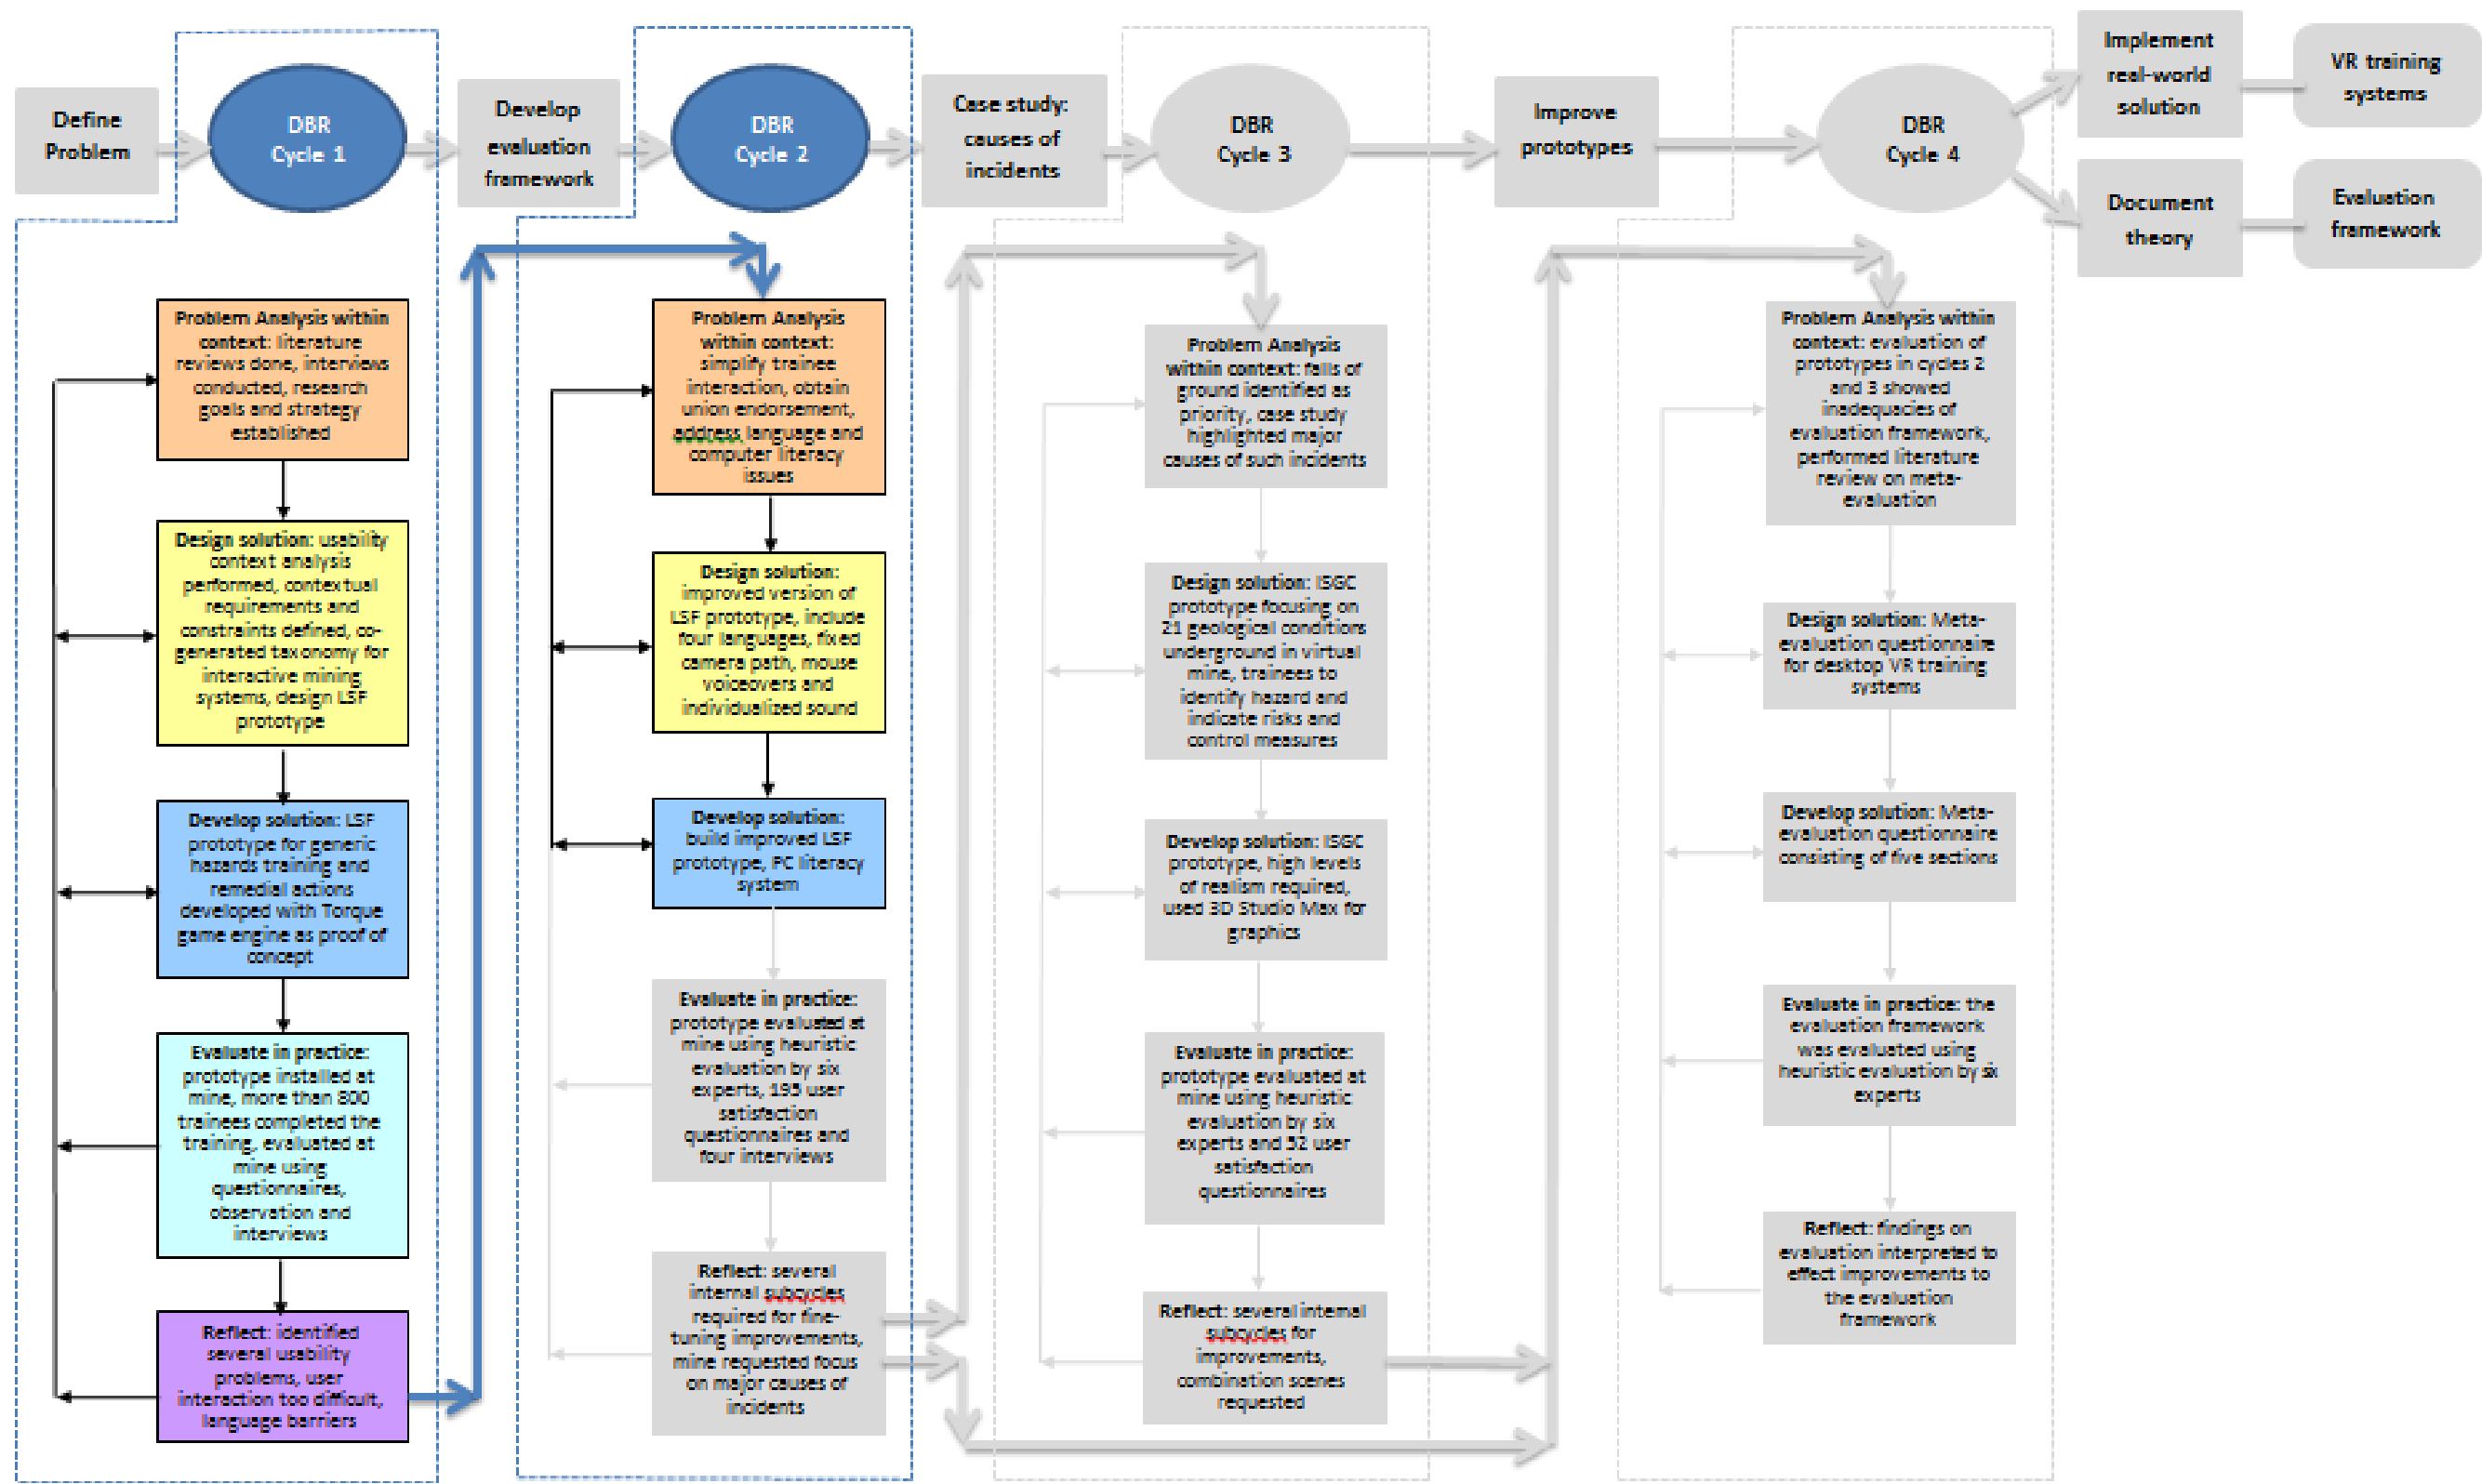 Define
Problem
DBR
Cycle 1
Develop
evaluation
framework
DBR
Cycle 2
Case study:
causes of
incidents
DBR
Cycle 3
Improve
prototypes
DBR
Cycle 4
Implement
real-world
solution
VR training
systems
Document
theory
Evaluation
framework
Problem Analysis within
context: literature
reviews done, interviews
conducted, research
goals and strategy
established
Design solution: usability
context analysis
performed, contextual
requirements and
constraints defined, co-
generated taxonomy for
interactive mining
systems, design LSF
prototype
Develop solution: LSF
prototype for generic
hazards training and
remedial actions
developed with Torque
game engine as proof of
concept
Evaluate in practice:
prototype installed at
mine, more than 800
trainees completed the
training, evaluated at
mine using
questionnaires,
observation and
interviews
Reflect: identified
several usability
problems, user
interaction too difficult,
language barriers
Problem Analysis
within context:
simplify trainee
interaction, obtain
union endorsement,
address language and
computer literacy
issues
Design solution:
improved version of
LSF prototype, include
four languages, fixed
camera path, mouse
voiceovers and
individualized sound
Develop solution:
build improved LSF
prototype, PC literacy
system
Evaluate in practice:
prototype evaluated at
mine using heuristic
evaluation by six
experts, 195 user
satisfaction
questionnaires and
four interviews
Reflect: several
internal subcycles
required for fine-
tuning improvements,
mine requested focus
on major causes of
incidents
Problem Analysis
within context: falls of
ground identified as
priority, case study
highlighted major
causes of such incidents
Design solution: ISGC
prototype focusing on
21 geological conditions
underground in virtual
mine, trainees to
identify hazard and
indicate risks and
control measures
Develop solution: ISGC
prototype, high levels
of realism required,
used 3D Studio Max for
graphics
Evaluate in practice:
prototype evaluated at
mine using heuristic
evaluation by six
experts and 52 user
satisfaction
questionnaires
Reflect: several internal
subcycles for
improvements,
combination scenes
requested
Problem Analysis within
context: evaluation of
prototypes in cycles 2
and 3 showed
inadequacies of
evaluation framework,
performed literature
review on meta-
evaluation
Design solution: Meta-
evaluation questionnaire
for desktop VR training
systems
Develop solution: Meta-
evaluation questionnaire
consisting of five sections
Evaluate in practice: the
evaluation framework
was evaluated using
heuristic evaluation by six
experts
Reflect: findings on
evaluation interpreted to
effect improvements to
the evaluation
framework